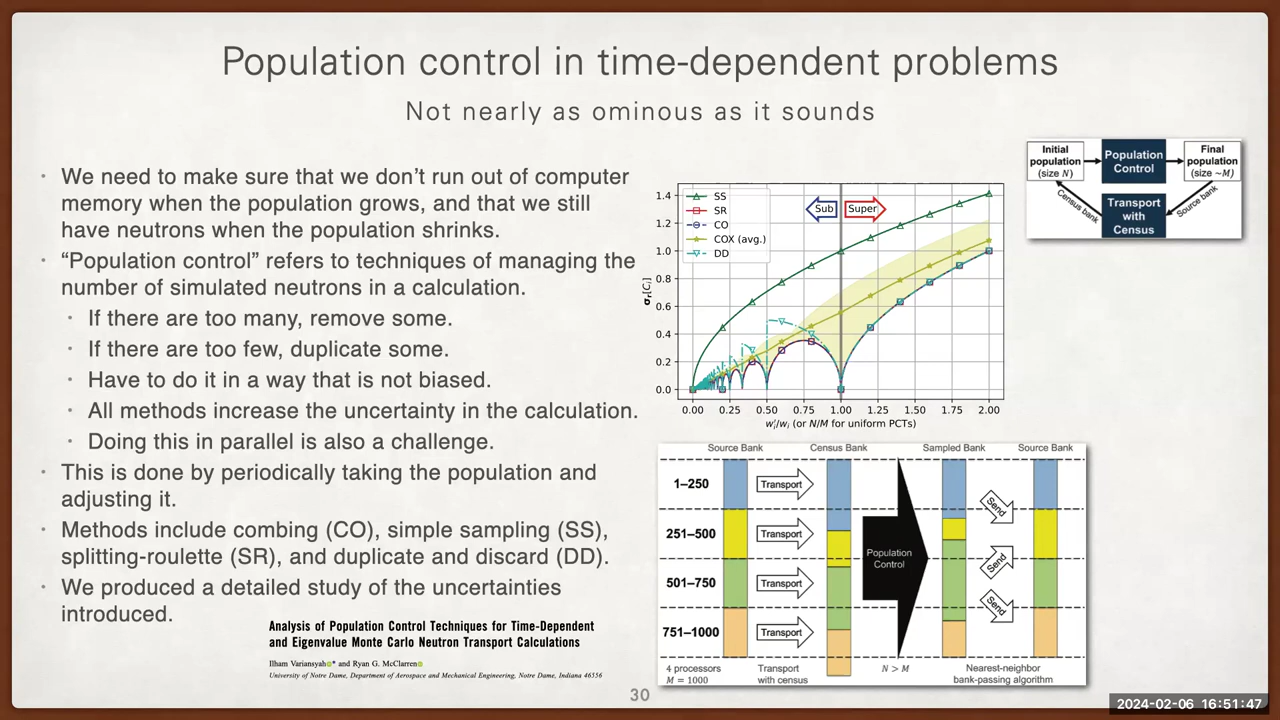 Population control in time-dependent problems
Not nearly as ominous as it sounds
• We need to make sure that we don't run out of computer
memory when the population grows, and that we still
have neutrons when the population shrinks.
• “Population control” refers to techniques of managing the
number of simulated neutrons in a calculation.
• If there are too many, remove some.
• If there are too few, duplicate some.
• Have to do it in a way that is not biased.
• All methods increase the uncertainty in the calculation.
• Doing this in parallel is also a challenge.
• This is done by periodically taking the population and
adjusting it.
• Methods include combing (CO), simple sampling (SS),
splitting-roulette (SR), and duplicate and discard (DD).
• We produced a detailed study of the uncertainties
introduced.
Analysis of Population Control Techniques for Time-Dependent
and Eigenvalue Monte Carlo Neutron Transport Calculations
Ilham Variansyah * and Ryan G. McClarren
University of Notre Dame, Department of Aerospace and Mechanical Engineering, Notre Dame, Indiana 46556
SS
SR
CO
COX (avg.)
DD
Sub
Super
1.4
1.2
1.0
0.8
0.6
0.4
0.2
0.0
σr[Ci]
0.00 0.25 0.50 0.75 1.00 1.25 1.50 1.75 2.00
w′i/wi (or N/M for uniform PCTs)
Initial
population
(size N)
Population
Control
Final
population
(size ~M)
Census bank
Transport
with
Census
Source bank
Source Bank Census Bank Sampled Bank Source Bank
1–250 Transport
251–500 Transport
501–750 Transport
751–1000 Transport
Population
Control
Send
Send
Send
4 processors
M = 1000
Transport
with census
N > M
Nearest-neighbor
bank-passing algorithm
30
2024-02-06 16:51:47